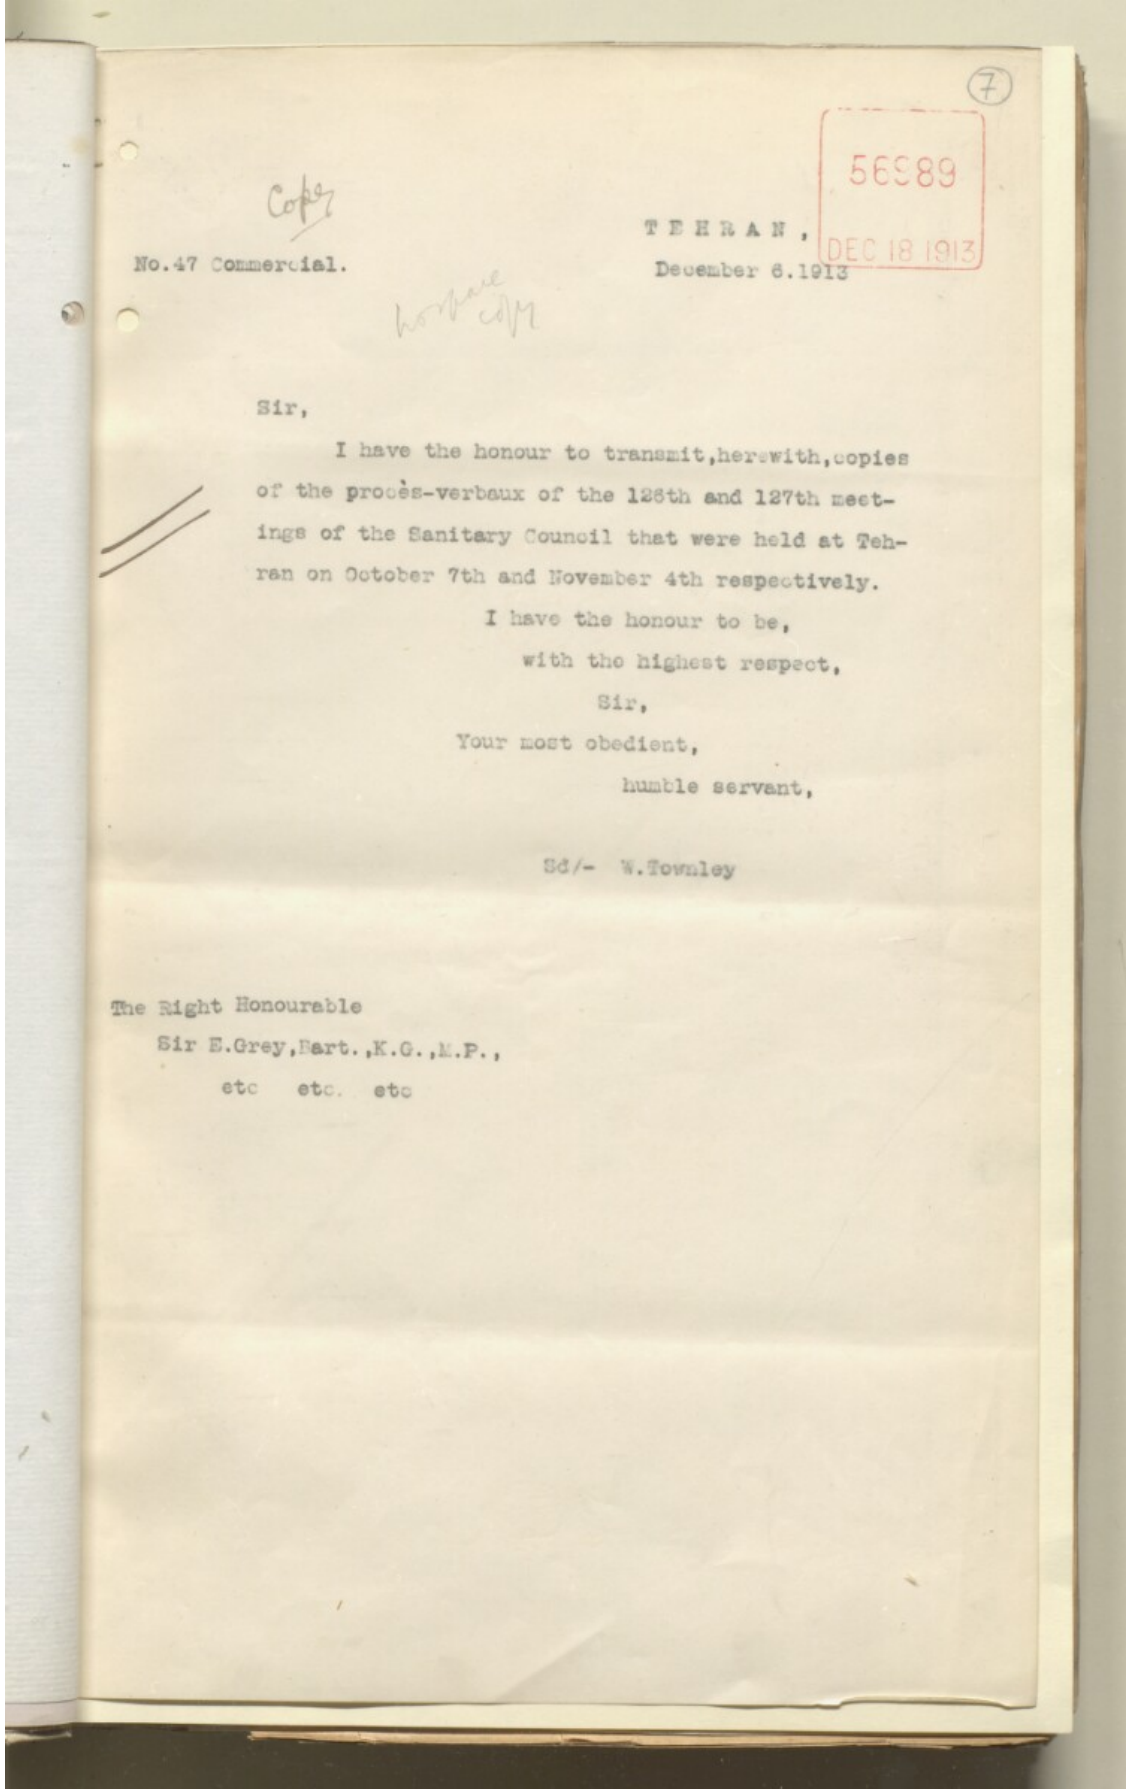 7
56989
Copy
TEHRAN,
DEC 18 1913
No.47 Commercial.
December 6.1913
no spare
copy
Sir,
I have the honour to transmit,herewith,copies
of the procès-verbaux of the 126th and 127th meet-
ings of the Sanitary Council that were held at Teh-
ran on October 7th and November 4th respectively.
I have the honour to be,
with the highest respect,
Sir,
Your most obedient,
humble servant,
Sd/- W.Townley
The Right Honourable
Sir E.Grey,Bart.,K.G.,M.P.,
etc etc. etc